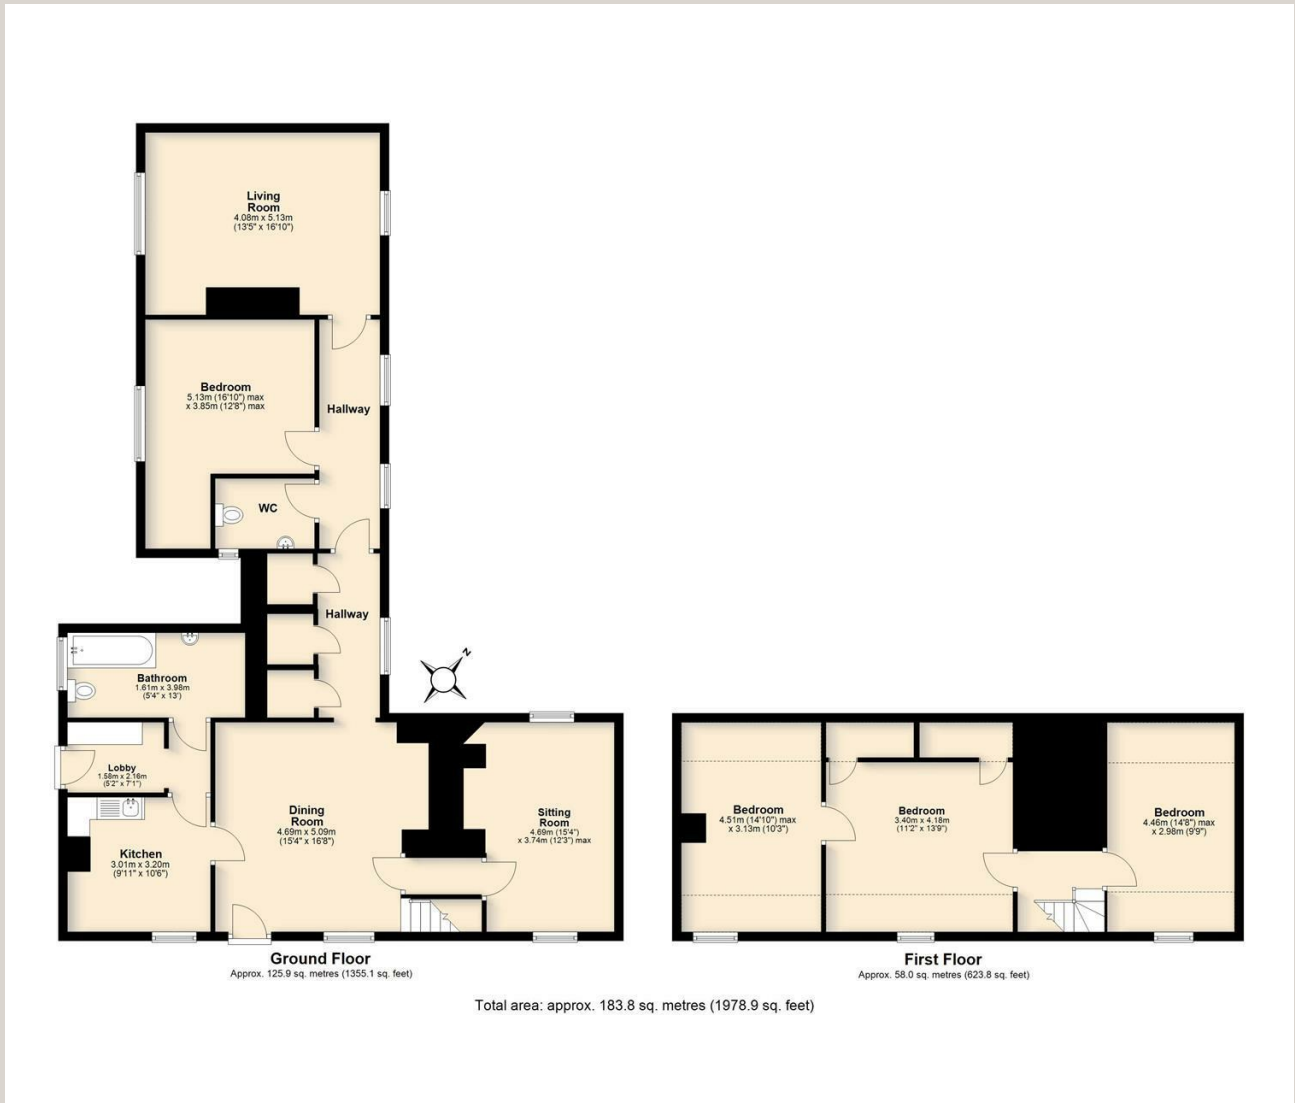 Living
Room
4.08m x 5.13m
(13'5" x 16'10")
Bedroom
5.13m (16'10") max
x 3.85m (12'8") max
Hallway
WC
Hallway
N
Bathroom
1.61m x 3.98m
(5'4" x 13')
Lobby
1.58m x 2.16m
(5'2" x 7'1")
Kitchen
3.01m x 3.20m
(9'11" x 10'6")
Dining
Room
4.69m x 5.09m
(15'4" x 16'8")
Sitting
Room
4.69m (15'4")
x 3.74m (12'3") max
Bedroom
4.51m (14'10") max
x 3.13m (10'3")
Bedroom
3.40m x 4.18m
(11'2" x 13'9")
Bedroom
4.46m (14'8") max
x 2.98m (9'9")
Ground Floor
Approx. 125.9 sq. metres (1355.1 sq. feet)
First Floor
Approx. 58.0 sq. metres (623.8 sq. feet)
Total area: approx. 183.8 sq. metres (1978.9 sq. feet)